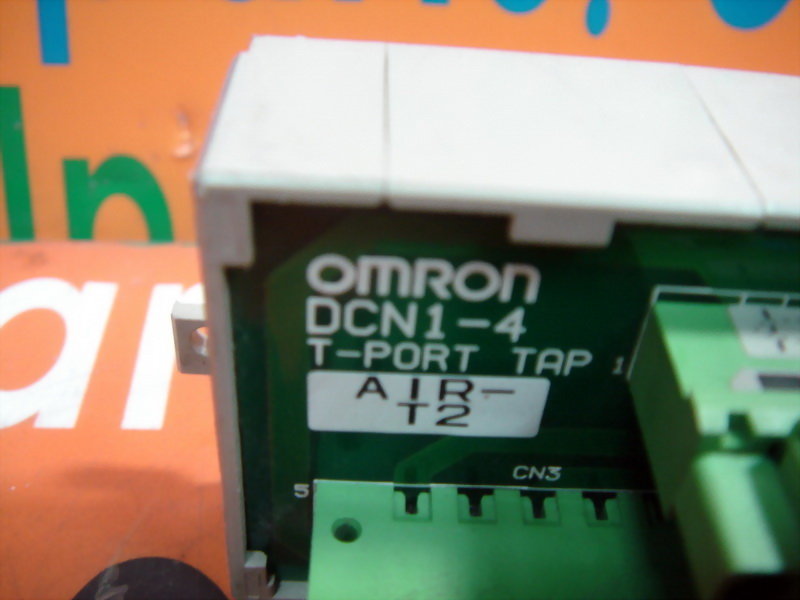 OMRON
DCN1-4
T-PORT TAP 1
AIR-
T2
CN3
5